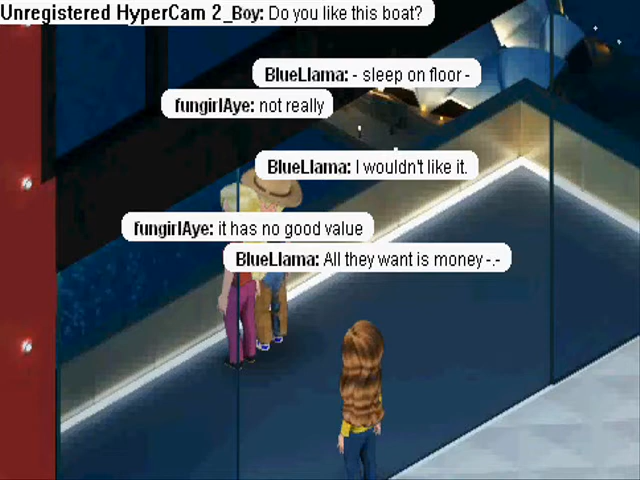 Unregistered HyperCam 2_Boy: Do you like this boat?
BlueLlama: - sleep on floor -
fungirlAye: not really
BlueLlama: I wouldn't like it.
fungirlAye: it has no good value
BlueLlama: All they want is money -.-